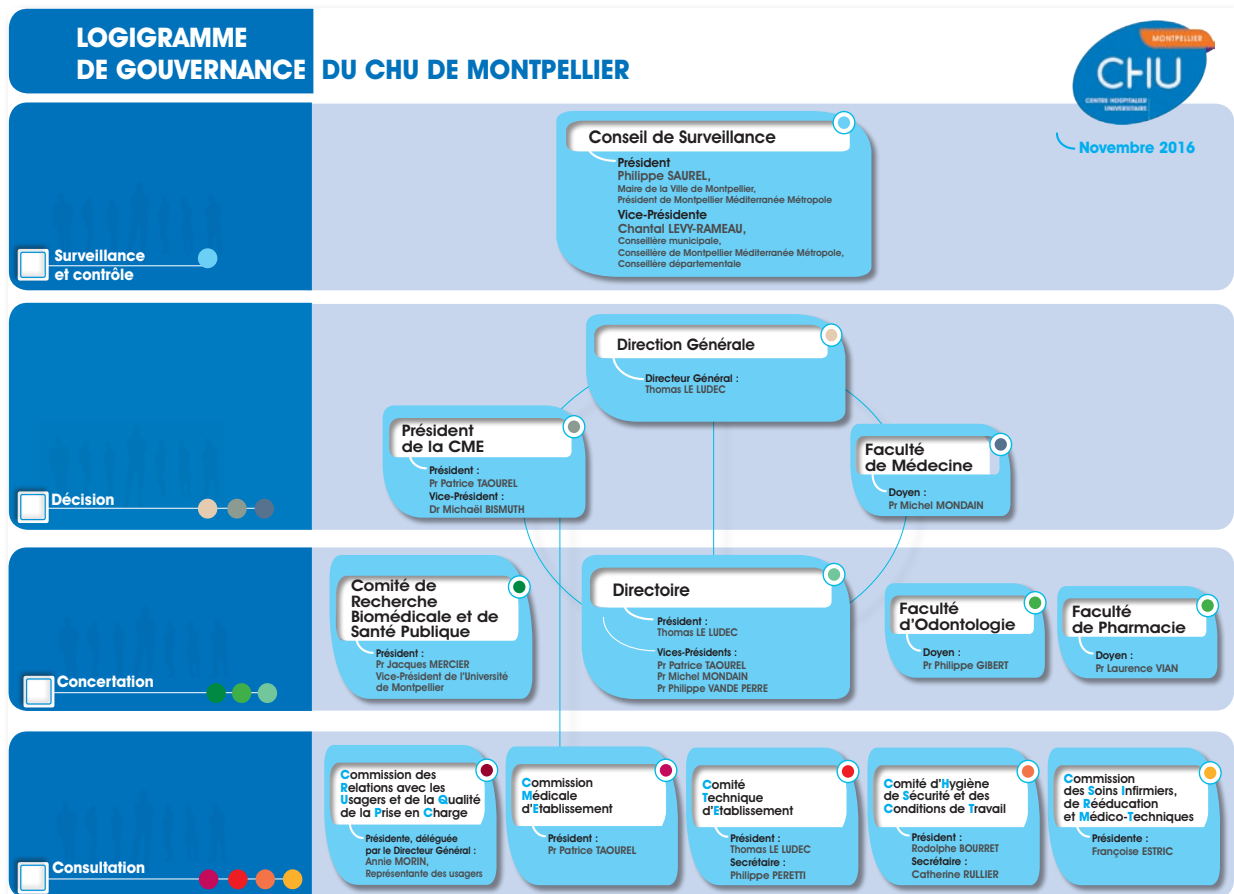 LOGIGRAMME
DE GOUVERNANCE DU CHU DE MONTPELLIER
MONTPELLIER
CHU
CENTRE HOSPITALIER
UNIVERSITAIRE
Novembre 2016
Surveillance
et contrôle
Conseil de Surveillance
Président
Philippe SAUREL,
Maire de la Ville de Montpellier,
Président de Montpellier Méditerranée Métropole
Vice-Présidente
Chantal LEVY-RAMEAU,
Conseillère municipale,
Conseillère de Montpellier Méditerranée Métropole,
Conseillère départementale
Décision
Direction Générale
Directeur Général :
Thomas LE LUDEC
Président
de la CME
Président :
Pr Patrice TAOUREL
Vice-Président :
Dr Michaël BISMUTH
Faculté
de Médecine
Doyen :
Pr Michel MONDAIN
Concertation
Comité de
Recherche
Biomédicale et de
Santé Publique
Président :
Pr Jacques MERCIER
Vice-Président de l'Université
de Montpellier
Directoire
Président :
Thomas LE LUDEC
Vices-Présidents :
Pr Patrice TAOUREL
Pr Michel MONDAIN
Pr Philippe VANDE PERRE
Faculté
d'Odontologie
Doyen :
Pr Philippe GIBERT
Faculté
de Pharmacie
Doyen :
Pr Laurence VIAN
Consultation
Commission des
Relations avec les
Usagers et de la Qualité
de la Prise en Charge
Présidente, déléguée
par le Directeur Général :
Annie MORIN,
Représentante des usagers
Commission
Médicale
d'Etablissement
Président :
Pr Patrice TAOUREL
Comité
Technique
d'Etablissement
Président :
Thomas LE LUDEC
Secrétaire :
Philippe PERETTI
Comité d'Hygiène
de Sécurité et des
Conditions de Travail
Président :
Rodolphe BOURRET
Secrétaire :
Catherine RULLIER
Commission
des Soins Infirmiers,
de Rééducation
et Médico-Techniques
Présidente :
Françoise ESTRIC